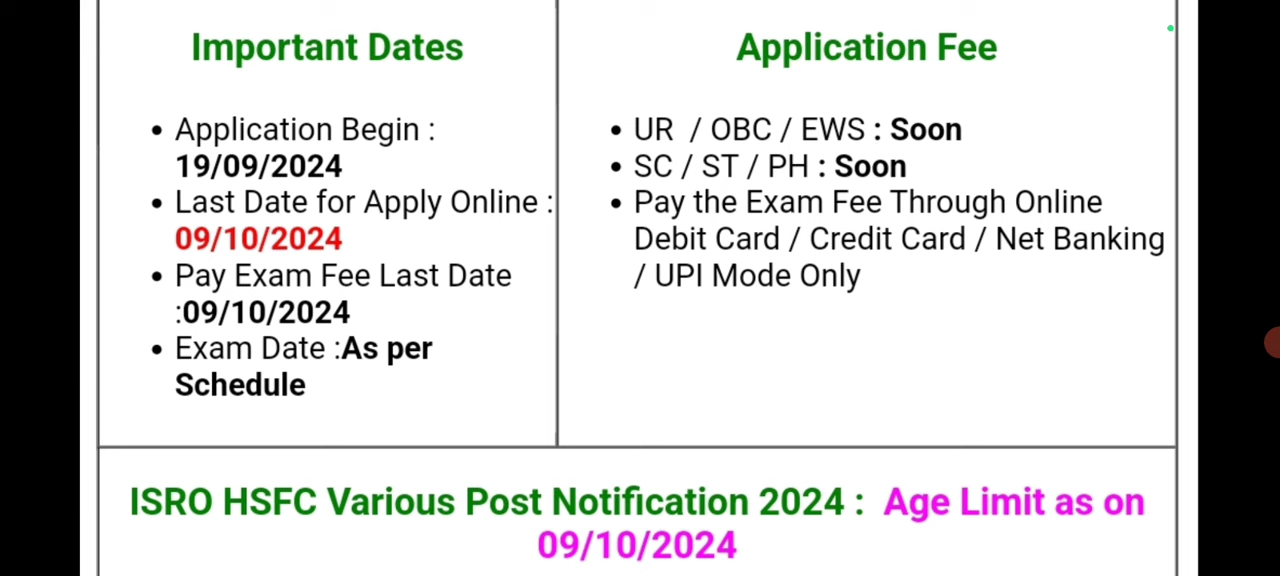 Important Dates
Application Begin :
19/09/2024
Last Date for Apply Online :
09/10/2024
Pay Exam Fee Last Date
:09/10/2024
Exam Date :As per
Schedule
Application Fee
UR / OBC / EWS : Soon
SC / ST / PH : Soon
Pay the Exam Fee Through Online
Debit Card / Credit Card / Net Banking
/ UPI Mode Only
ISRO HSFC Various Post Notification 2024 : Age Limit as on
09/10/2024